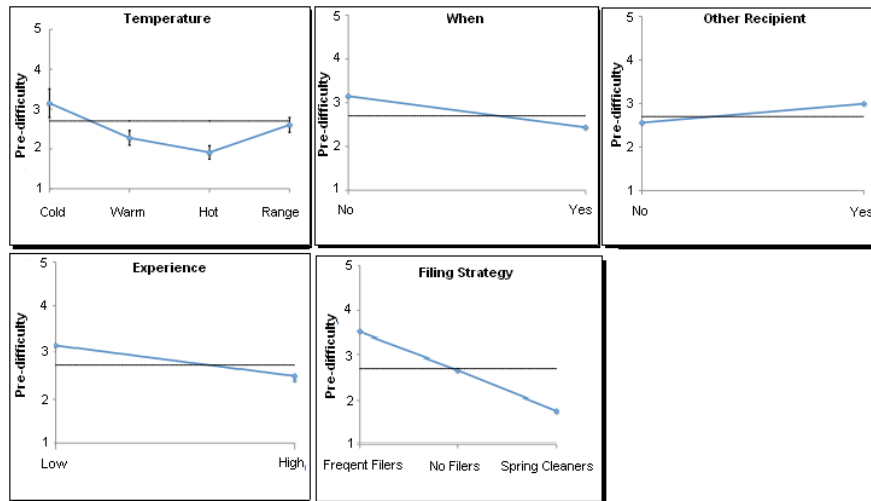 Temperature
Pre-difficulty
5
4
3
2
1
Cold Warm Hot Range
When
Pre-difficulty
5
4
3
2
1
No Yes
Other Recipient
Pre-difficulty
5
4
3
2
1
No Yes
Experience
Pre-difficulty
5
4
3
2
1
Low High
Filing Strategy
Pre-difficulty
5
4
3
2
1
Freqent Filers No Filers Spring Cleaners